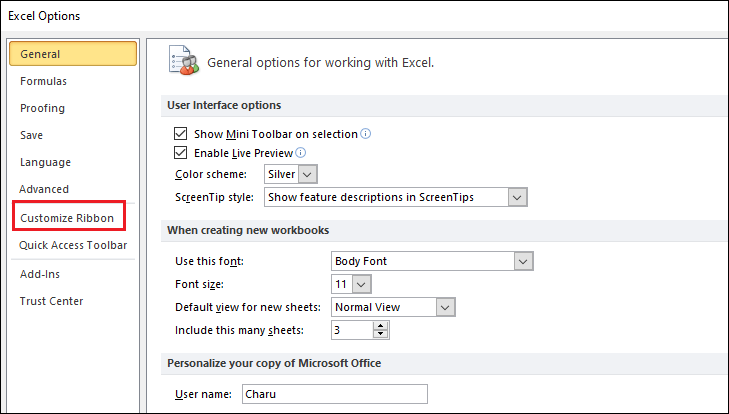 Excel Options
General
Formulas
Proofing
Save
Language
Advanced
Customize Ribbon
Quick Access Toolbar
Add-Ins
Trust Center
General options for working with Excel.
User Interface options
Show Mini Toolbar on selection
Enable Live Preview
Color scheme: Silver
ScreenTip style: Show feature descriptions in ScreenTips
When creating new workbooks
Use this font: Body Font
Font size: 11
Default view for new sheets: Normal View
Include this many sheets: 3
Personalize your copy of Microsoft Office
User name: Charu